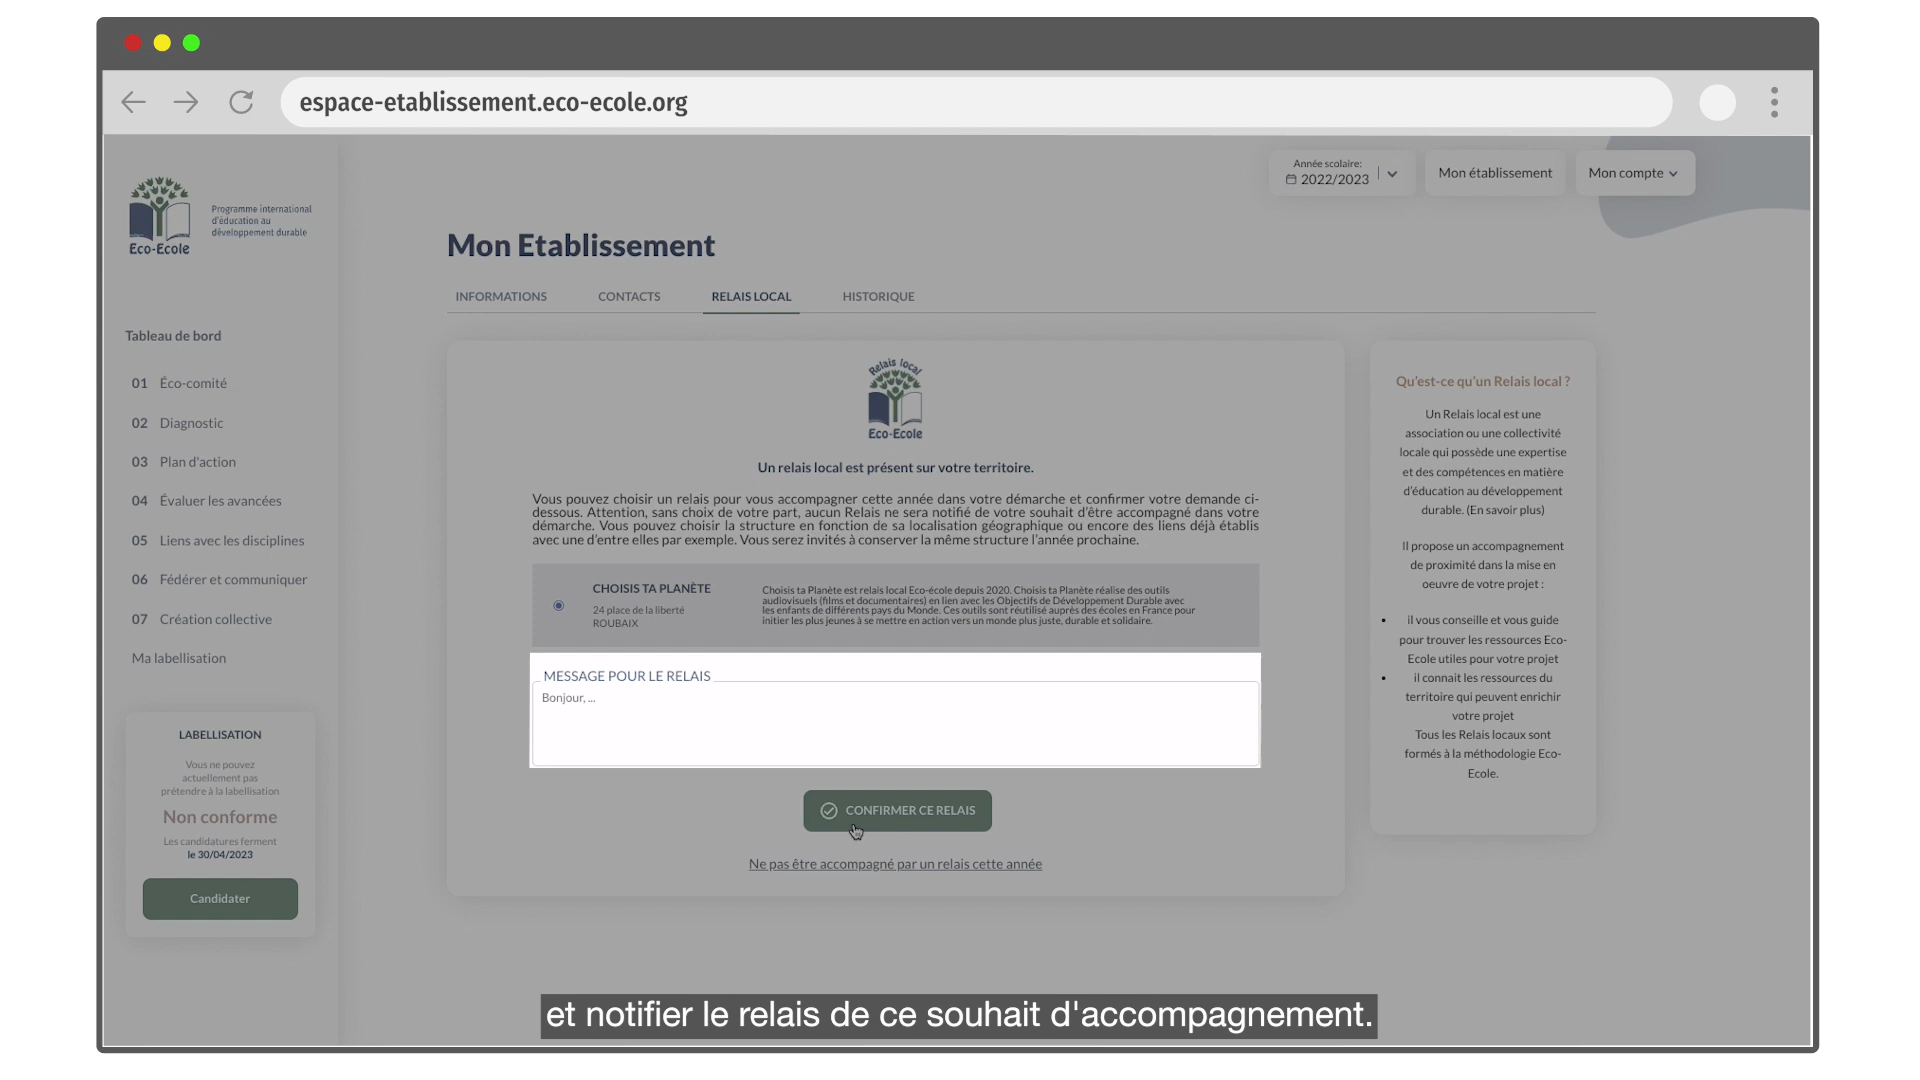 espace-etablissement.eco-ecole.org
Année scolaire:
2022/2023
Mon établissement
Mon compte
Eco-Ecole
Programme international
d'éducation au
développement durable
Mon Etablissement
INFORMATIONS
CONTACTS
RELAIS LOCAL
HISTORIQUE
Tableau de bord
01 Éco-comité
02 Diagnostic
03 Plan d'action
04 Évaluer les avancées
05 Liens avec les disciplines
06 Fédérer et communiquer
07 Création collective
Ma labellisation
LABELLISATION
Vous ne pouvez
actuellement pas
prétendre à la labellisation
Non conforme
Les candidatures ferment
le 30/04/2023
Candidater
Relais local
Eco-Ecole
Un relais local est présent sur votre territoire.
Vous pouvez choisir un relais pour vous accompagner cette année dans votre démarche et confirmer votre demande ci-
dessous. Attention, sans choix de votre part, aucun Relais ne sera notifié de votre souhait d'être accompagné dans votre
démarche. Vous pouvez choisir la structure en fonction de sa localisation géographique ou encore des liens déjà établis
avec une d'entre elles par exemple. Vous serez invités à conserver la même structure l'année prochaine.
CHOISIS TA PLANÈTE
24 place de la liberté
ROUBAIX
Choisis ta Planète est relais local Eco-école depuis 2020. Choisis ta Planète réalise des outils
audiovisuels (films et documentaires) en lien avec les Objectifs de Développement Durable avec
les enfants de différents pays du Monde. Ces outils sont réutilisé auprès des écoles en France pour
initier les plus jeunes à se mettre en action vers un monde plus juste, durable et solidaire.
MESSAGE POUR LE RELAIS
Bonjour, ...
CONFIRMER CE RELAIS
Ne pas être accompagné par un relais cette année
Qu'est-ce qu'un Relais local ?
Un Relais local est une
association ou une collectivité
locale qui possède une expertise
et des compétences en matière
d'éducation au développement
durable. (En savoir plus)
Il propose un accompagnement
de proximité dans la mise en
oeuvre de votre projet :
• il vous conseille et vous guide
pour trouver les ressources Eco-
Ecole utiles pour votre projet
• il connait les ressources du
territoire qui peuvent enrichir
votre projet
Tous les Relais locaux sont
formés à la méthodologie Eco-
Ecole.
et notifier le relais de ce souhait d'accompagnement.